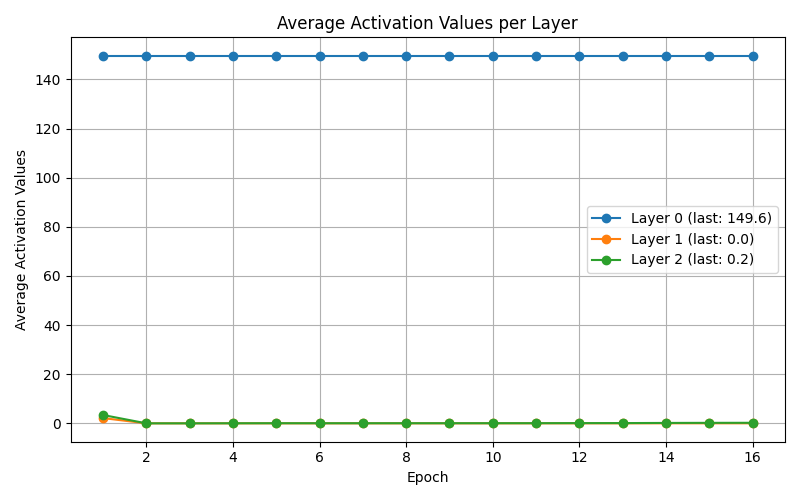 Average Activation Values per Layer
Average Activation Values
140
120
100
80
60
40
20
0
Layer 0 (last: 149.6)
Layer 1 (last: 0.0)
Layer 2 (last: 0.2)
2 4 6 8 10 12 14 16
Epoch